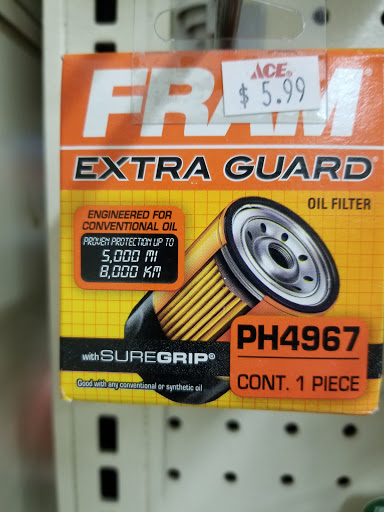 ACE®
$ 5.99
FRAM®
EXTRA GUARD®
OIL FILTER
ENGINEERED FOR
CONVENTIONAL OIL
PROVEN PROTECTION UP TO
5,000 MI
8,000 KM
PH4967
with SUREGRIP®
CONT. 1 PIECE
Good with any conventional or synthetic oil